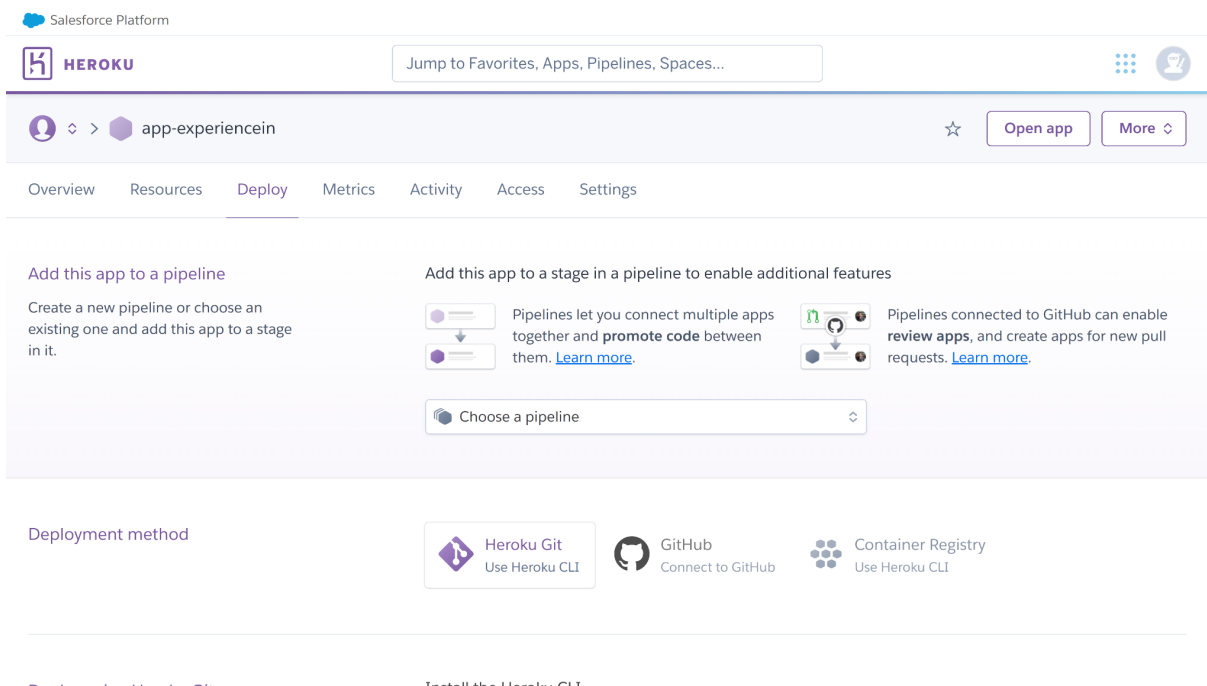 Salesforce Platform
HEROKU
Jump to Favorites, Apps, Pipelines, Spaces...
app-experiencein
Open app
More
Overview
Resources
Deploy
Metrics
Activity
Access
Settings
Add this app to a pipeline
Create a new pipeline or choose an
existing one and add this app to a stage
in it.
Add this app to a stage in a pipeline to enable additional features
Pipelines let you connect multiple apps
together and promote code between
them. Learn more.
Pipelines connected to GitHub can enable
review apps, and create apps for new pull
requests. Learn more.
Choose a pipeline
Deployment method
Heroku Git
Use Heroku CLI
GitHub
Connect to GitHub
Container Registry
Use Heroku CLI
Install the Heroku CLI